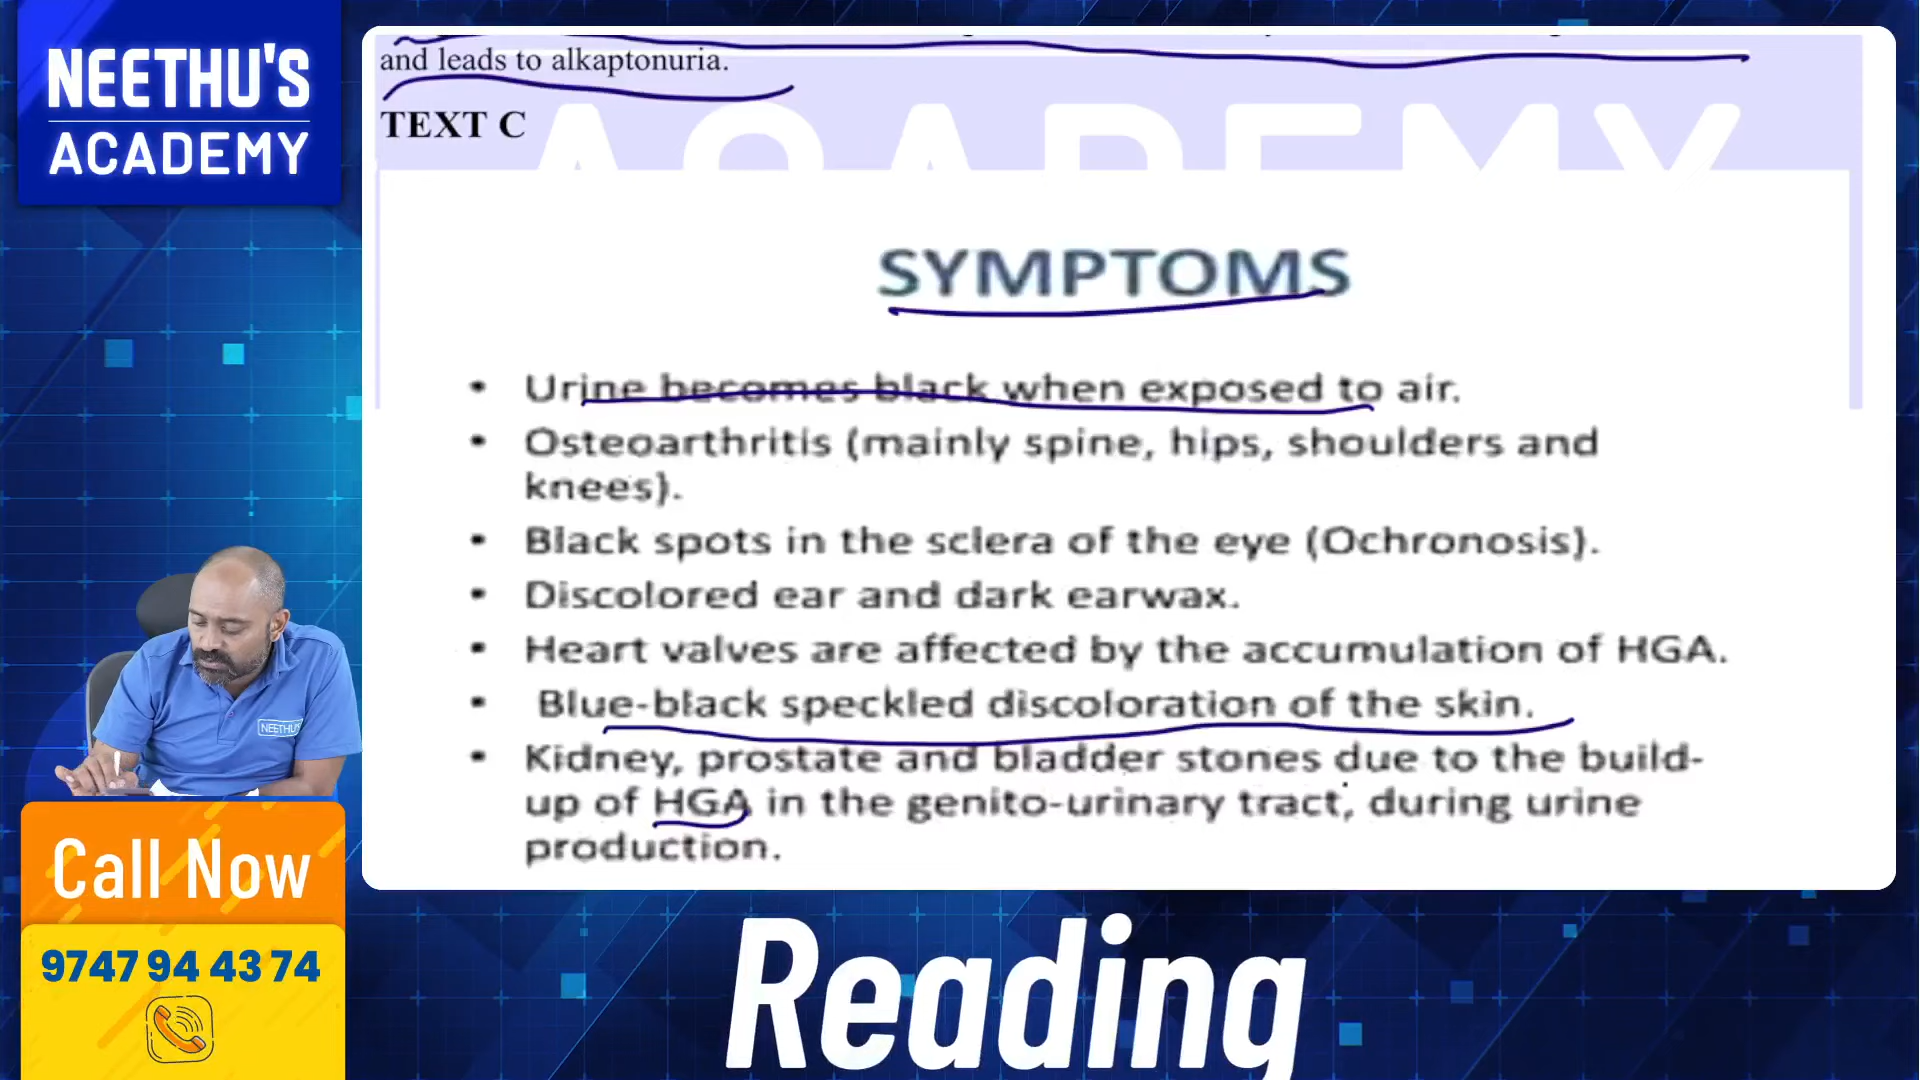 NEETHU'S
ACADEMY
and leads to alkaptonuria.
TEXT C
ACADEMY
SYMPTOMS
• Urine becomes black when exposed to air.
• Osteoarthritis (mainly spine, hips, shoulders and
knees).
• Black spots in the sclera of the eye (Ochronosis).
• Discolored ear and dark earwax.
• Heart valves are affected by the accumulation of HGA.
• Blue-black speckled discoloration of the skin.
• Kidney, prostate and bladder stones due to the build-
up of HGA in the genito-urinary tract, during urine
production.
NEETHU'S
Call Now
9747 94 43 74
Reading